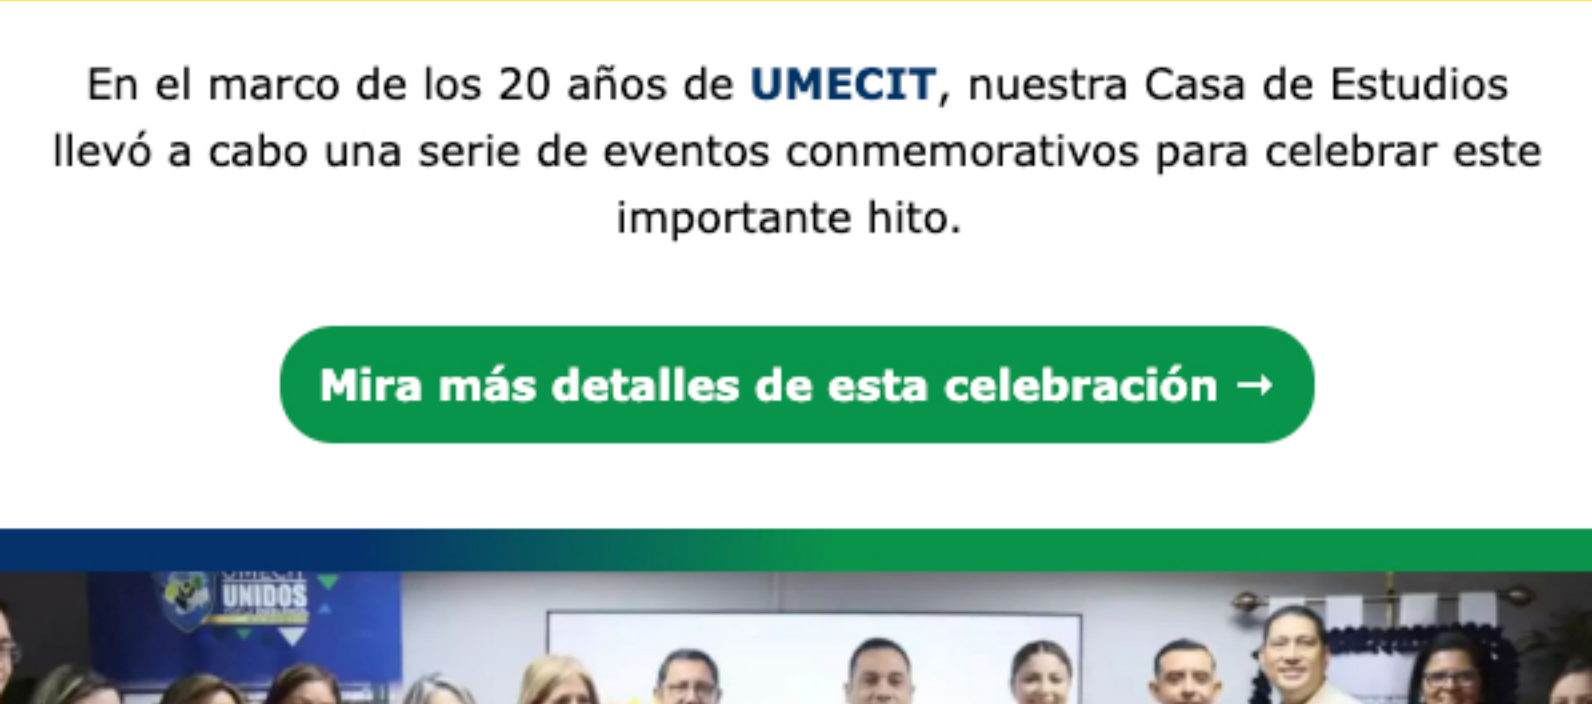 En el marco de los 20 años de UMECIT, nuestra Casa de Estudios
llevó a cabo una serie de eventos conmemorativos para celebrar este
importante hito.
Mira más detalles de esta celebración →
UMECIT
UNIDOS